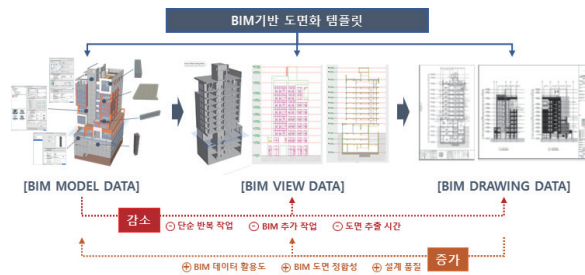 BIM기반 도면화 템플릿
[BIM MODEL DATA]
[BIM VIEW DATA]
[BIM DRAWING DATA]
감소
⊖ 단순 반복 작업 ⊖ BIM 추가 작업 ⊖ 도면 추출 시간
증가
⊕ BIM 데이터 활용도 ⊕ BIM 도면 정합성 ⊕ 설계 품질